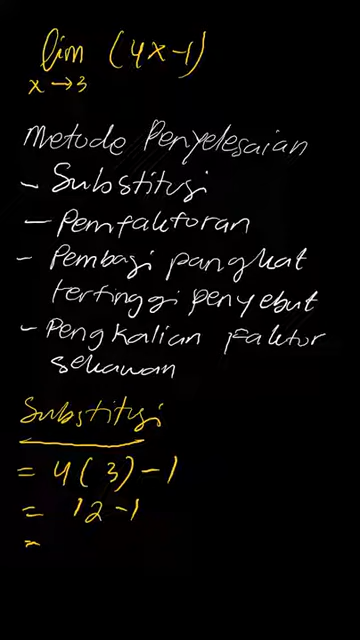 lim (4x-1)
x→3
Metode Penyelesaian
- Substitusi
- Pemfaktoran
- Pembagi pangkat
tertinggi penyebut
- Pengkalian faktor
sekawan
Substitusi
= 4(3)-1
= 12-1
=